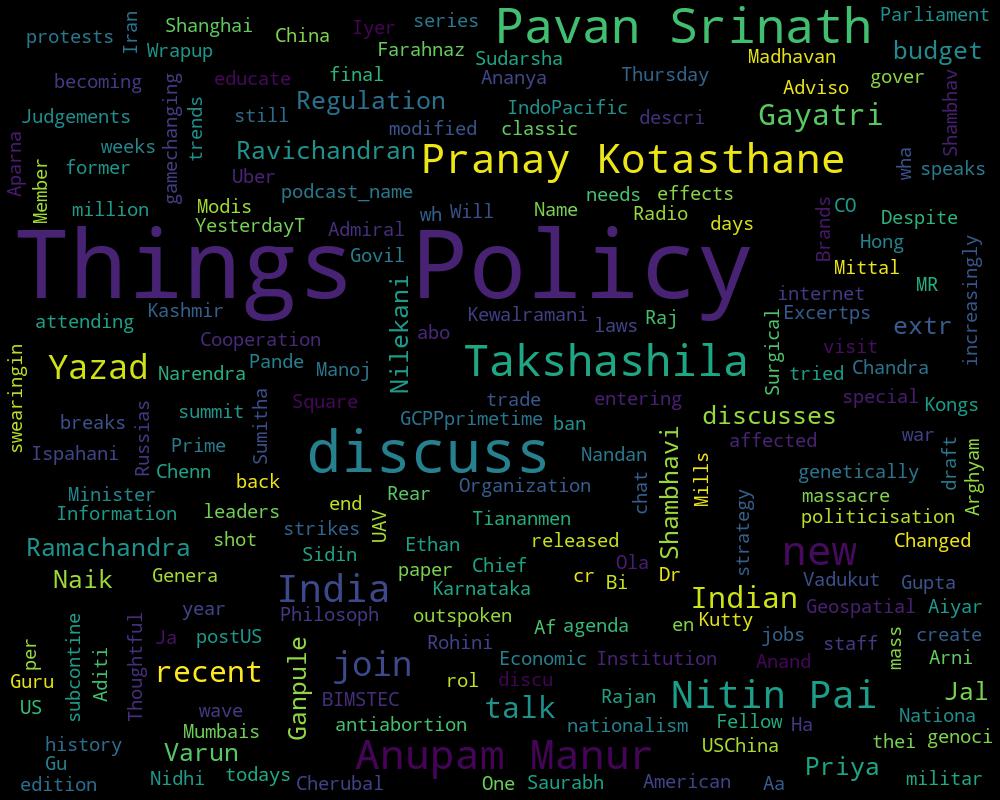 protests
Iran
Shanghai
China
Iyer
series
Pavan Srinath
Parliament
Wrapup
Farahnaz
Sudarsha
Madhavan
budget
becoming
gamechanging
educate
final
Ananya
Thursday
Adviso
gover
Judgements
trends
still
Regulation
IndoPacific
descri
Gayatri
Shambhav
modified
classic
weeks
Ravichandran
Pranay Kotasthane
Aparna
former
Uber
podcast_name
wha
speaks
Member
million
Modis
wh
Will
Name
needs
effects
Radio
days
Brands
CO
Despite
YesterdayT
Admiral
Things
Policy
Govil
Hong
Mittal
increasingly
Kashmir
Nilekani
Kewalramani
internet
MR
attending
Cooperation
abo
laws
Raj
Surgical
Excertps
extr
swearingin
Yazad
Narendra
Pande
Manoj
Takshashila
visit
tried
Chandra
breaks
Russias
summit
Sumitha
Square
trade
entering
discusses
special
Kongs
GCPPprimetime
ban
Ispahani
Prime
discuss
Nandan
Shambhavi
affected
war
draft
Arghyam
Chenn
back
Organization
chat
Mills
genetically
Minister
Information
leaders
end
UAV
Rear
Tiananmen
strategy
massacre
politicisation
strikes
Ramachandra
shot
Sidin
Ethan
released
new
Changed
Naik
Genera
India
paper
Chief
Karnataka
cr
Bi
Ola
Dr
Vadukut
Gupta
year
Philosoph
outspoken
Indian
Geospatial
Aiyar
Thoughtful
Ja
postUS
Af
agenda
en
Kutty
jobs
staff
mass
create
per
subcontine
Aditi
Ganpule
Rohini
Economic
Institution
Anand
Arni
Guru
recent
join
rol
discu
US
BIMSTEC
Rajan
Nitin Pai
Jal
wave
talk
Mumbais
antiabortion
nationalism
Fellow
Ha
Nationa
history
Gu
Varun
Anupam Manur
USChina
thei
genoci
edition
Nidhi
todays
Cherubal
One
Saurabh
American
Aa
Priya
militar